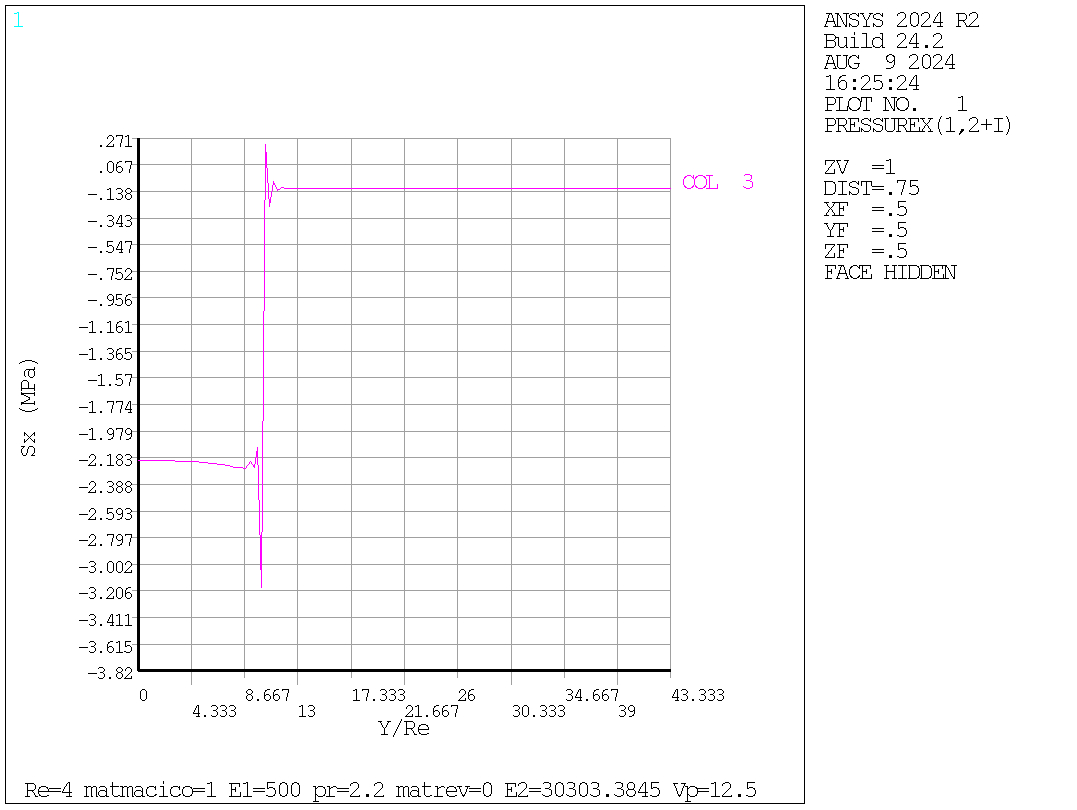 1
ANSYS 2024 R2
Build 24.2
AUG  9 2024
16:25:24
PLOT NO.   1
PRESSUREX(1,2+I)
ZV  =1
DIST=.75
XF  =.5
YF  =.5
ZF  =.5
FACE HIDDEN
COL  3
.271
.067
-.138
-.343
-.547
-.752
-.956
-1.161
-1.365
-1.57
-1.774
-1.979
-2.183
-2.388
-2.593
-2.797
-3.002
-3.206
-3.411
-3.615
-3.82
Sx (MPa)
0 8.667 17.333 26 34.667 43.333
4.333 13 21.667 30.333 39
Y/Re
Re=4 matmacico=1 E1=500 pr=2.2 matrev=0 E2=30303.3845 Vp=12.5